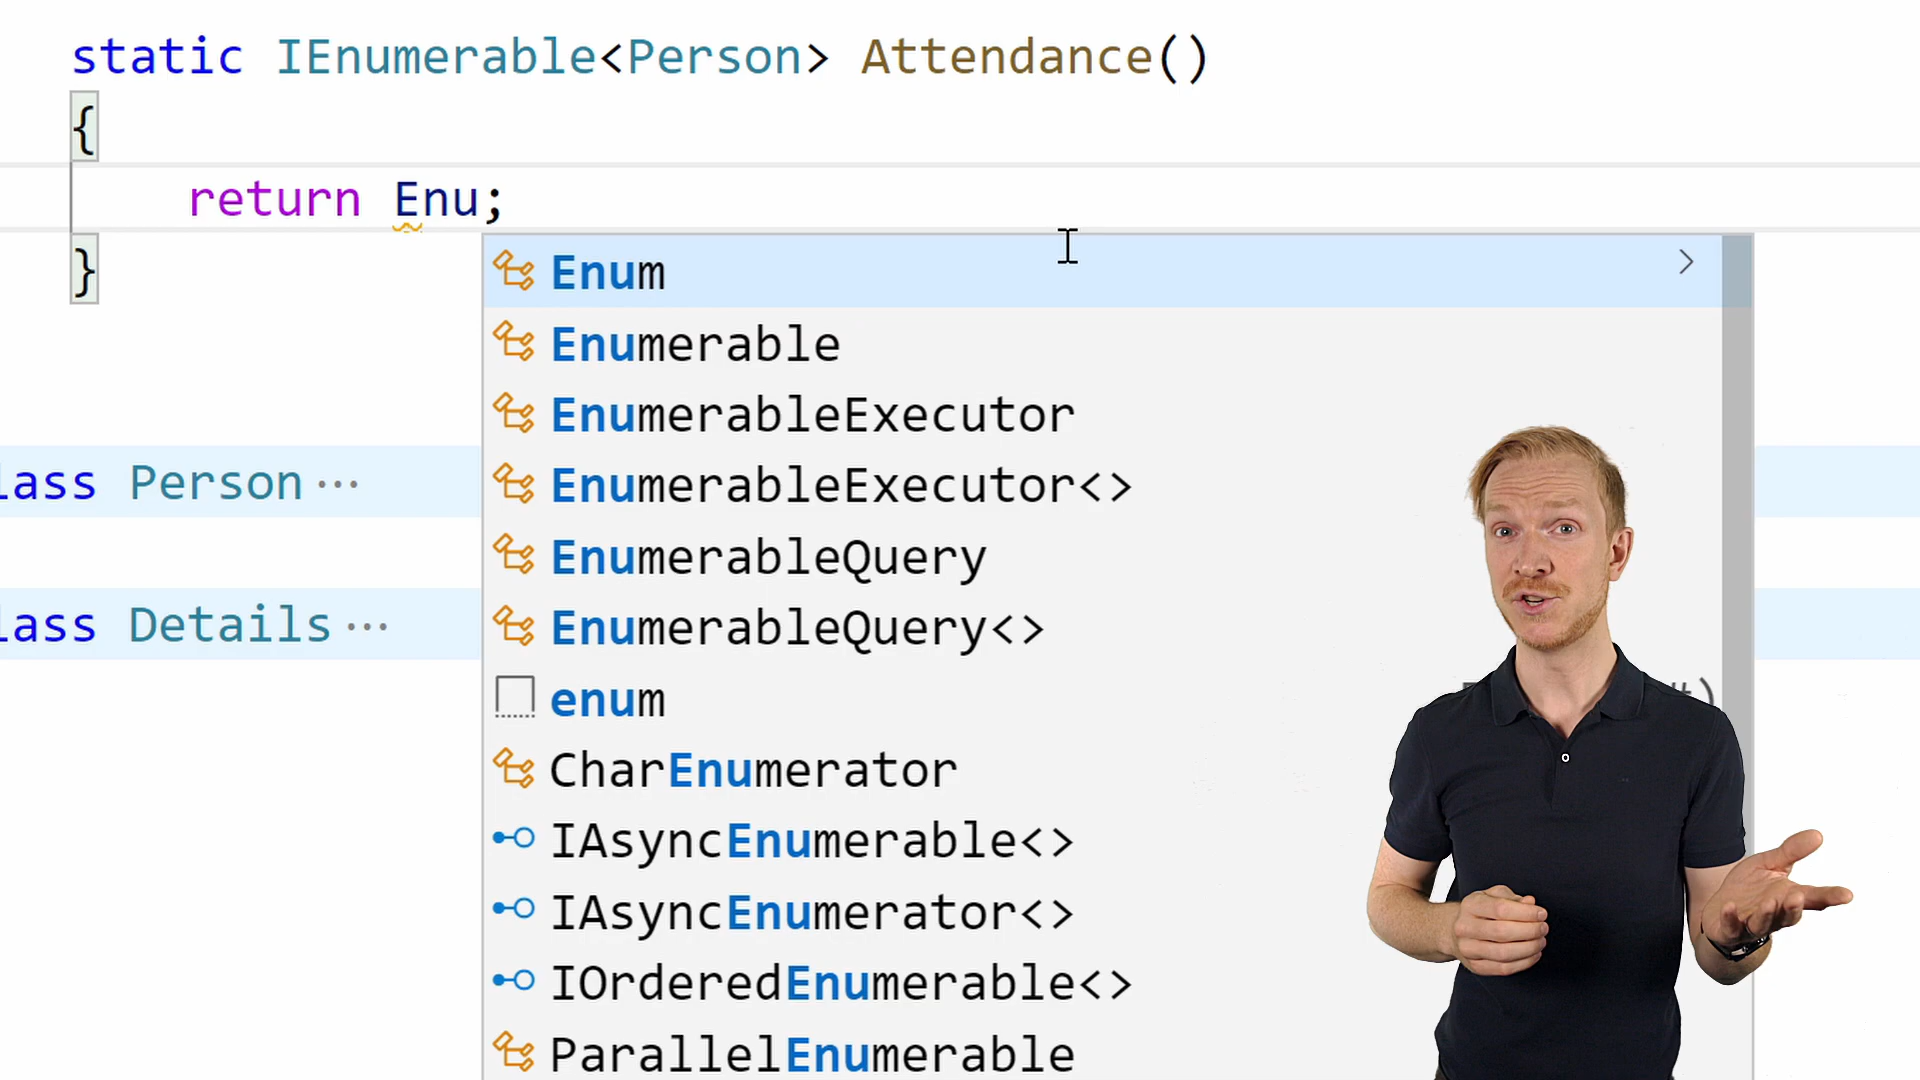 static IEnumerable<Person> Attendance()
{
return Enu;
}
Enum
Enumerable
EnumerableExecutor
EnumerableExecutor<>
lass Person ...
EnumerableQuery
lass Details ...
EnumerableQuery<>
enum
CharEnumerator
IAsyncEnumerable<>
IAsyncEnumerator<>
IOrderedEnumerable<>
ParallelEnumerable